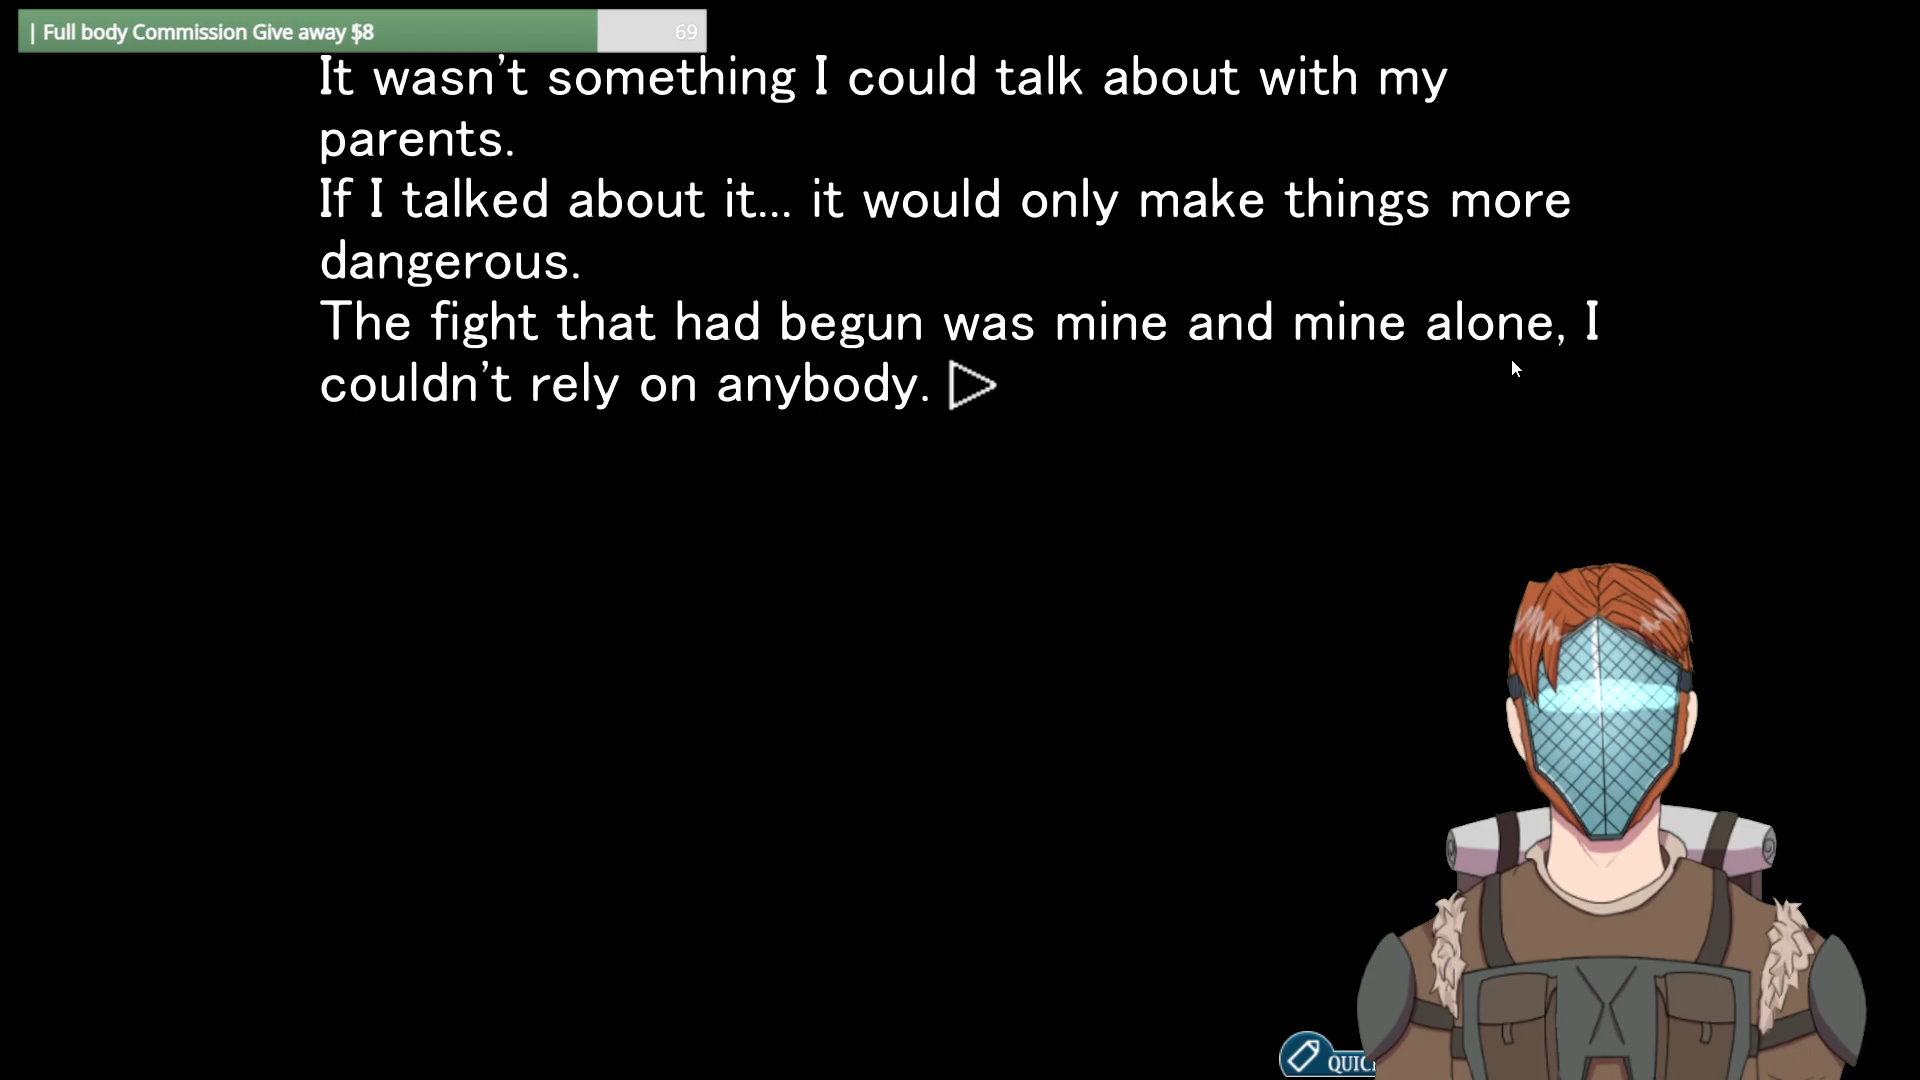 | Full body Commission Give away $8
69
It wasn't something I could talk about with my
parents.
If I talked about it... it would only make things more
dangerous.
The fight that had begun was mine and mine alone, I
couldn't rely on anybody.